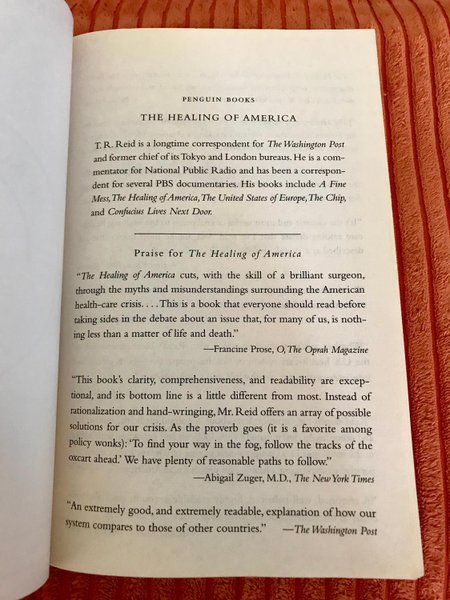 PENGUIN BOOKS
THE HEALING OF AMERICA
T. R. Reid is a longtime correspondent for The Washington Post
and former chief of its Tokyo and London bureaus. He is a com-
mentator for National Public Radio and has been a correspon-
dent for several PBS documentaries. His books include A Fine
Mess, The Healing of America, The United States of Europe, The Chip,
and Confucius Lives Next Door.
Praise for The Healing of America
“The Healing of America cuts, with the skill of a brilliant surgeon,
through the myths and misunderstandings surrounding the American
health-care crisis. . . . This is a book that everyone should read before
taking sides in the debate about an issue that, for many of us, is noth-
ing less than a matter of life and death.”
—Francine Prose, O, The Oprah Magazine
“This book’s clarity, comprehensiveness, and readability are excep-
tional, and its bottom line is a little different from most. Instead of
rationalization and hand-wringing, Mr. Reid offers an array of possible
solutions for our crisis. As the proverb goes (it is a favorite among
policy wonks): ‘To find your way in the fog, follow the tracks of the
oxcart ahead.’ We have plenty of reasonable paths to follow.”
—Abigail Zuger, M.D., The New York Times
“An extremely good, and extremely readable, explanation of how our
system compares to those of other countries.” —The Washington Post